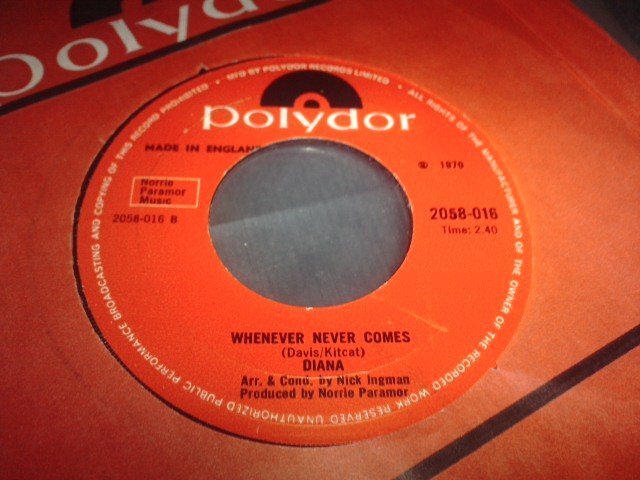 Polydor
MFD BY POLYDOR RECORDS LIMITED • ALL RIGHTS OF THE MANUFACTURER AND OF THE OWNER OF THE RECORDED WORK RESERVED UNAUTHORIZED PUBLIC PERFORMANCE BROADCASTING AND COPYING OF THIS RECORD PROHIBITED •
polydor
MADE IN ENGLAND
℗ 1970
Norrie
Paramor
Music
2058-016 B
2058-016
Time: 2.40
WHENEVER NEVER COMES
(Davis/Kitcat)
DIANA
Arr. & Cond. by Nick Ingman
Produced by Norrie Paramor